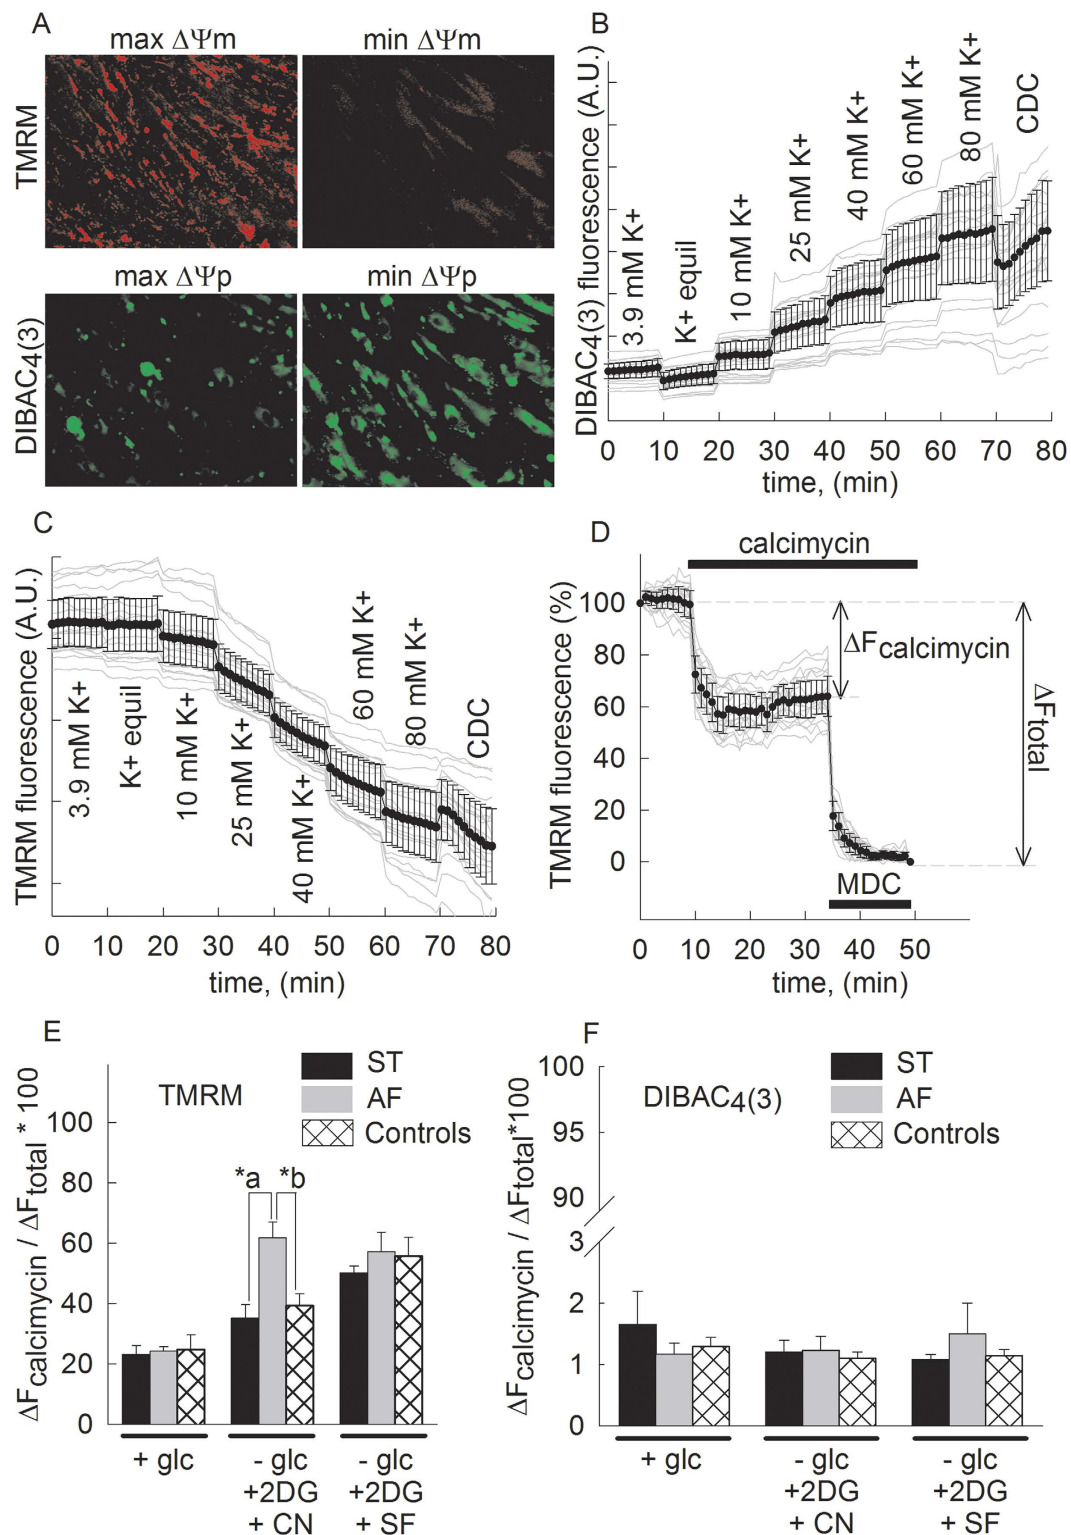 A
max ΔΨm
min ΔΨm
TMRM
max ΔΨp
min ΔΨp
DIBAC4(3)
B
DIBAC4(3) fluorescence (A.U.)
3.9 mM K+
K+ equil
10 mM K+
25 mM K+
40 mM K+
60 mM K+
80 mM K+
CDC
0 10 20 30 40 50 60 70 80
time, (min)
C
TMRM fluorescence (A.U.)
3.9 mM K+
K+ equil
10 mM K+
25 mM K+
40 mM K+
60 mM K+
80 mM K+
CDC
0 10 20 30 40 50 60 70 80
time, (min)
D
calcimycin
TMRM fluorescence (%)
100
80
60
40
20
0
ΔFcalcimycin
ΔFtotal
MDC
0 10 20 30 40 50
time, (min)
E
ΔFcalcimycin / ΔFtotal * 100
TMRM
ST
AF
Controls
100
80
60
40
20
0
*a *b
+ glc
- glc
+2DG
+ CN
- glc
+2DG
+ SF
F
ΔFcalcimycin / ΔFtotal*100
DIBAC4(3)
ST
AF
Controls
100
95
90
3
2
1
0
+ glc
- glc
+2DG
+ CN
- glc
+2DG
+ SF